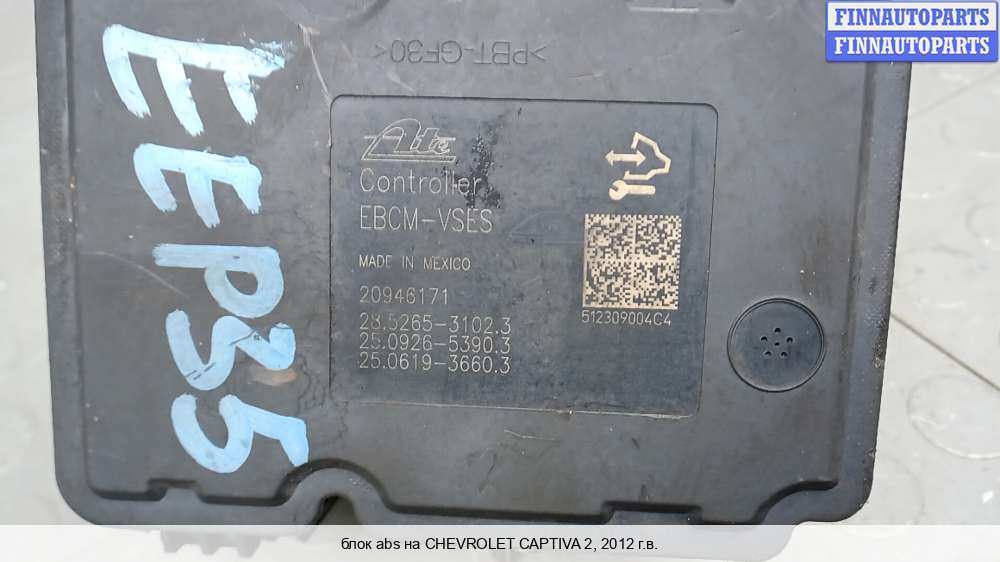 FINNAUTOPARTS
FINNAUTOPARTS
>PBT-GF30<
EEP35
Ate
Controller
EBCM-VSES
MADE IN MEXICO
20946171
28.5265-3102.3
25.0926-5390.3
25.0619-3660.3
512309004C4
блок abs на CHEVROLET CAPTIVA 2, 2012 г.в.